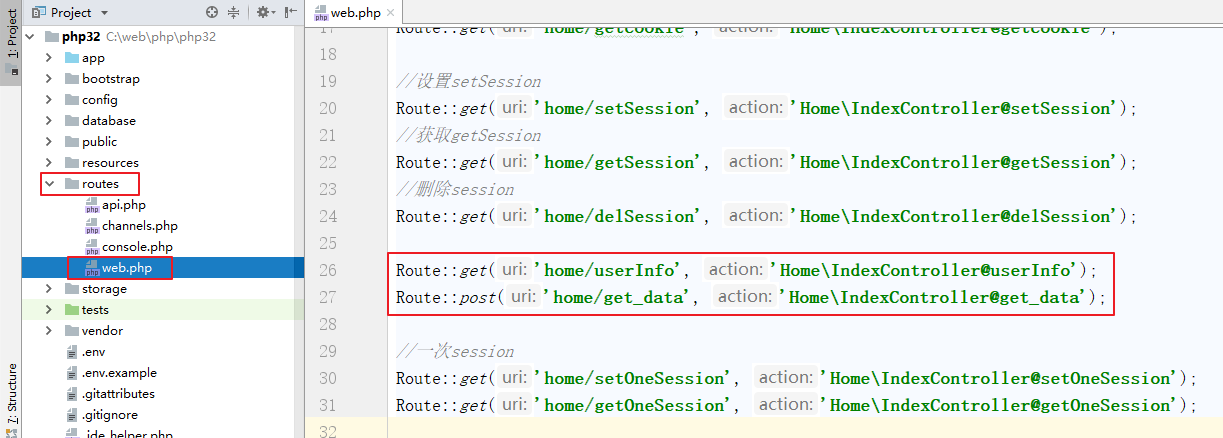 1: Project
7: Structure
Project
php32 C:\web\php\php32
app
bootstrap
config
database
public
resources
routes
api.php
channels.php
console.php
web.php
storage
tests
vendor
.env
.env.example
.gitattributes
.gitignore
_ide_helper.php
web.php
17 Route::get(uri: 'home/getcookie', action: 'Home\IndexController@getcookie');
18
19 //设置setSession
20 Route::get(uri: 'home/setSession', action: 'Home\IndexController@setSession');
21 //获取getSession
22 Route::get(uri: 'home/getSession', action: 'Home\IndexController@getSession');
23 //删除session
24 Route::get(uri: 'home/delSession', action: 'Home\IndexController@delSession');
25
26 Route::get(uri: 'home/userInfo', action: 'Home\IndexController@userInfo');
27 Route::post(uri: 'home/get_data', action: 'Home\IndexController@get_data');
28
29 //一次session
30 Route::get(uri: 'home/setOneSession', action: 'Home\IndexController@setOneSession');
31 Route::get(uri: 'home/getOneSession', action: 'Home\IndexController@getOneSession');
32